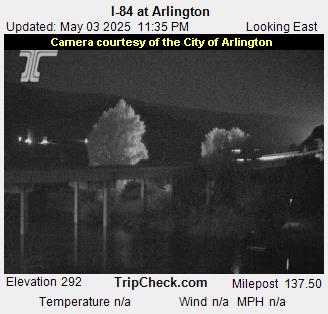 I-84 at Arlington
Updated: May 03 2025 11:35 PM Looking East
Camera courtesy of the City of Arlington
Elevation 292 TripCheck.com Milepost 137.50
Temperature n/a Wind n/a MPH n/a